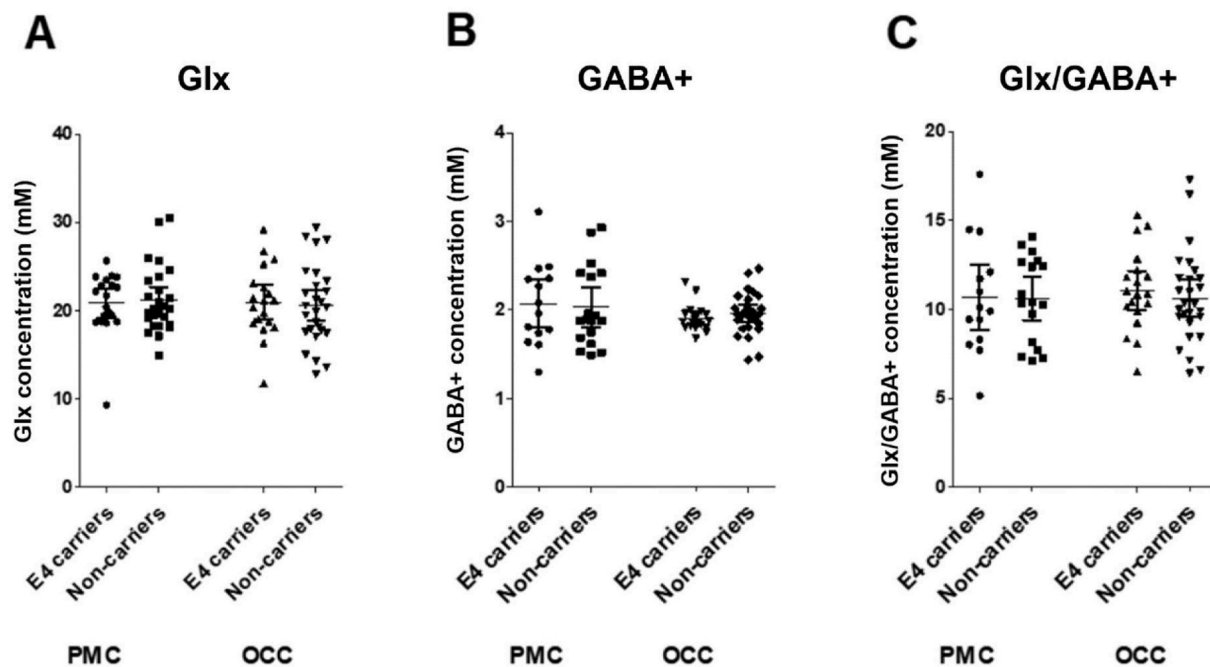 A
Glx
Glx concentration (mM)
40
30
20
10
0
E4 carriers
Non-carriers
E4 carriers
Non-carriers
PMC
OCC
B
GABA+
GABA+ concentration (mM)
4
3
2
1
0
E4 carriers
Non-carriers
E4 carriers
Non-carriers
PMC
OCC
C
Glx/GABA+
Glx/GABA+ concentration (mM)
20
15
10
5
0
E4 carriers
Non-carriers
E4 carriers
Non-carriers
PMC
OCC